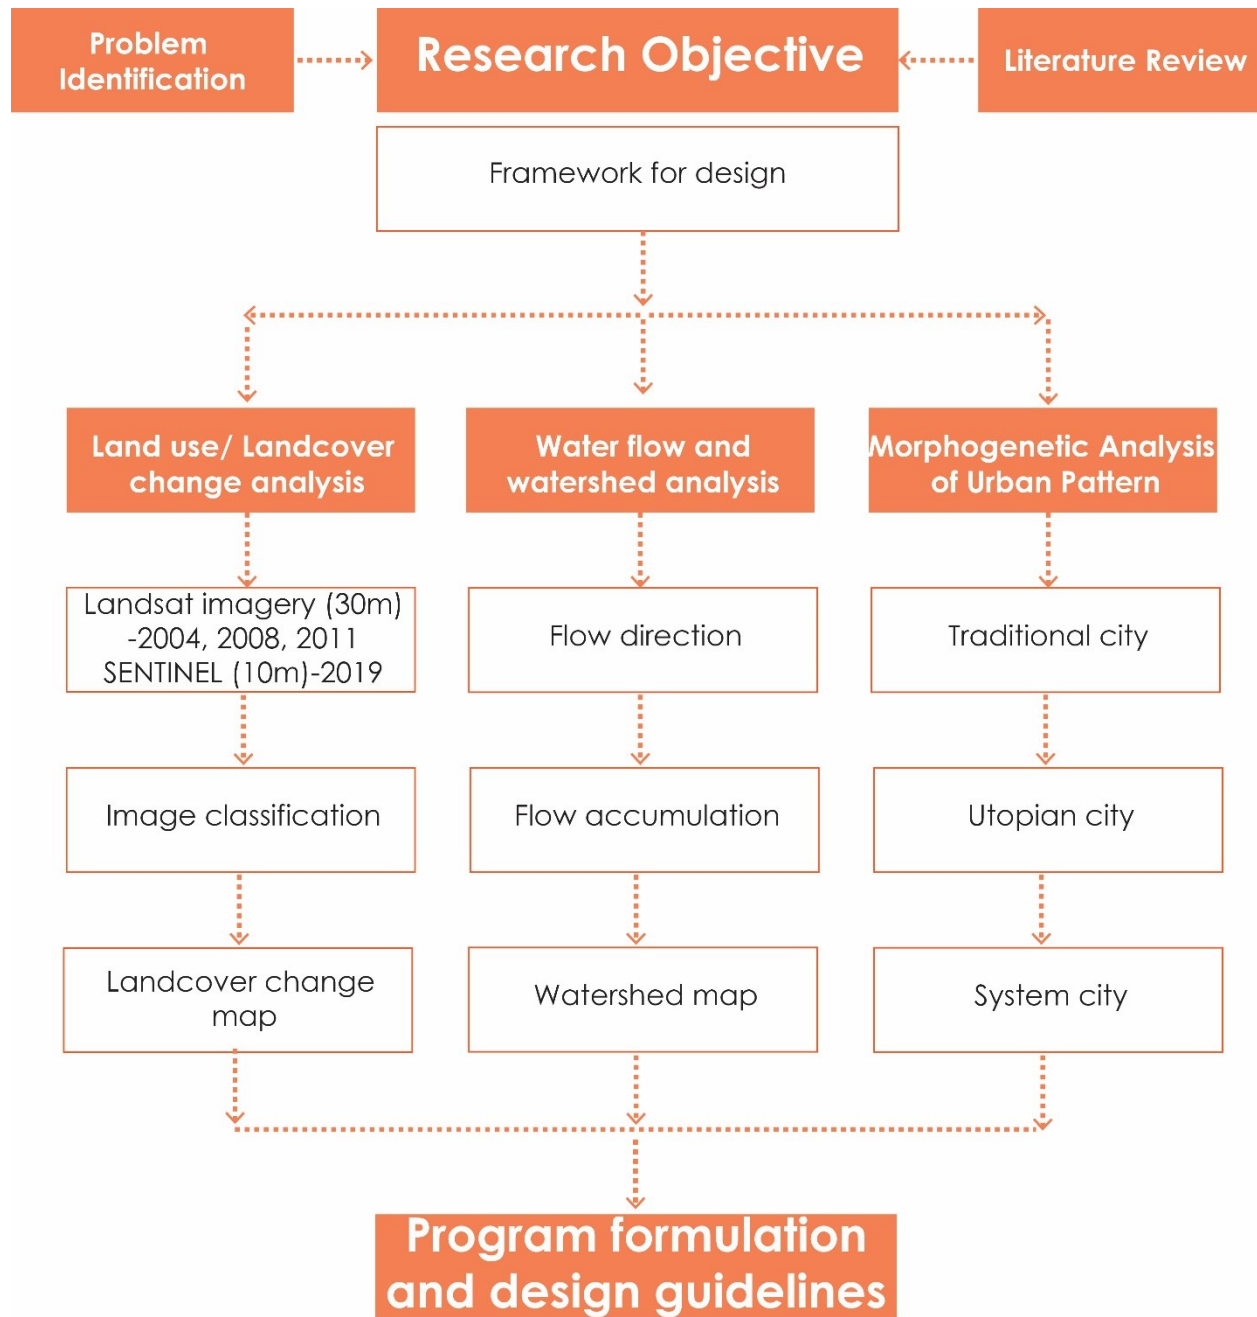 Problem
Identification
Research Objective
Literature Review
Framework for design
Land use/ Landcover
change analysis
Water flow and
watershed analysis
Morphogenetic Analysis
of Urban Pattern
Landsat imagery (30m)
-2004, 2008, 2011
SENTINEL (10m)-2019
Flow direction
Traditional city
Image classification
Flow accumulation
Utopian city
Landcover change
map
Watershed map
System city
Program formulation
and design guidelines